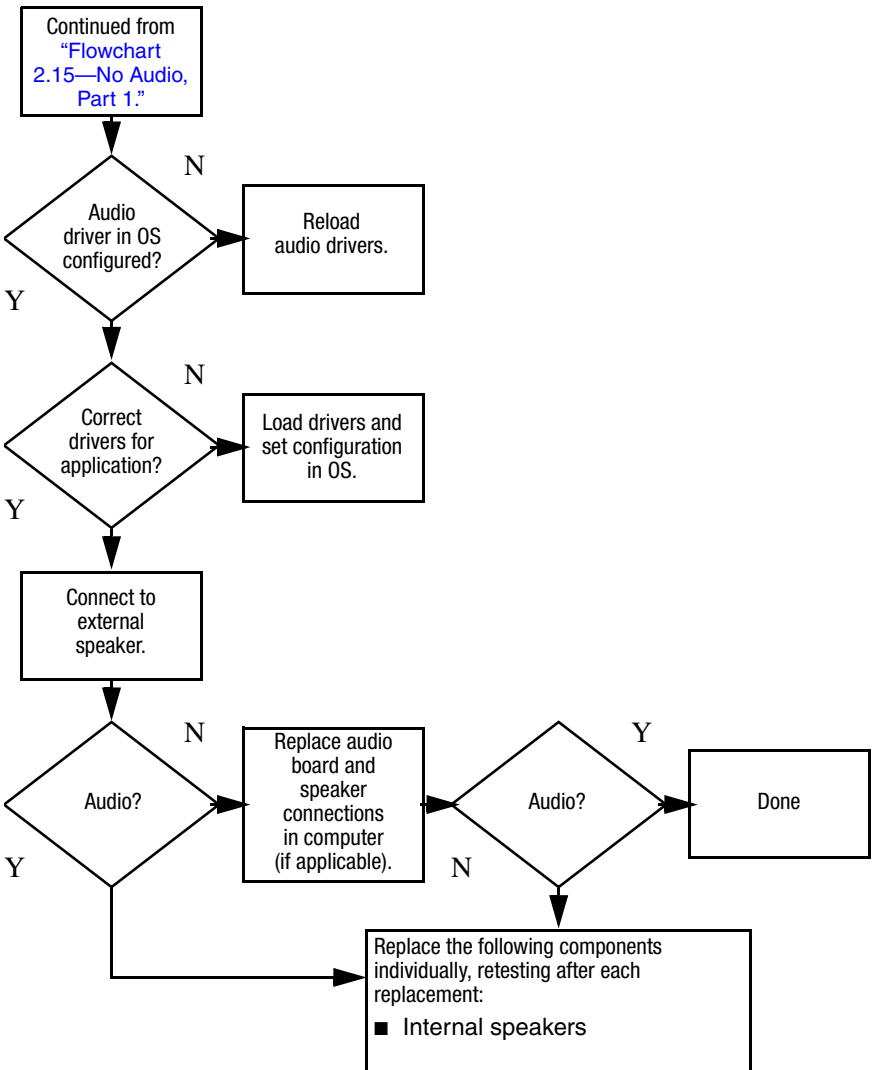 Continued from
“Flowchart
2.15—No Audio,
Part 1.”
N
Audio
driver in OS
configured?
Reload
audio drivers.
Y
N
Correct
drivers for
application?
Load drivers and
set configuration
in OS.
Y
Connect to
external
speaker.
N
Audio?
Y
Replace audio
board and
speaker
connections
in computer
(if applicable).
Y
Audio?
N
Done
Replace the following components
individually, retesting after each
replacement:
■ Internal speakers